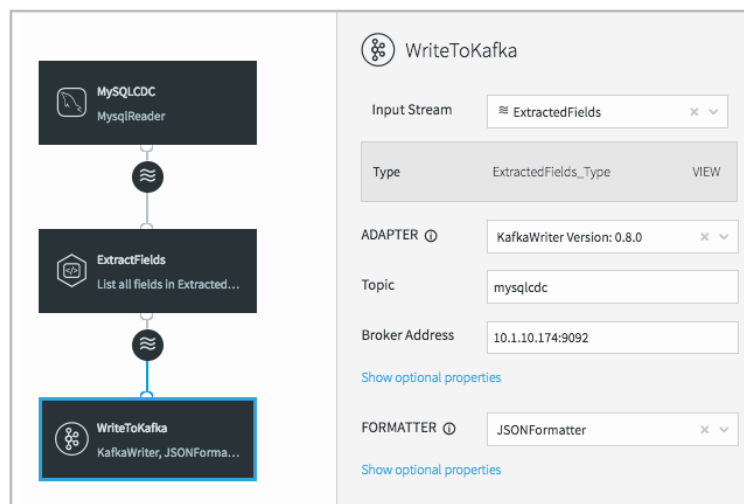 MySQLCDC
MysqlReader
ExtractFields
List all fields in Extracted...
WriteToKafka
KafkaWriter, JSONForma...
WriteToKafka
Input Stream
ExtractedFields
Type
ExtractedFields_Type
VIEW
ADAPTER
KafkaWriter Version: 0.8.0
Topic
mysqlcdc
Broker Address
10.1.10.174:9092
Show optional properties
FORMATTER
JSONFormatter
Show optional properties